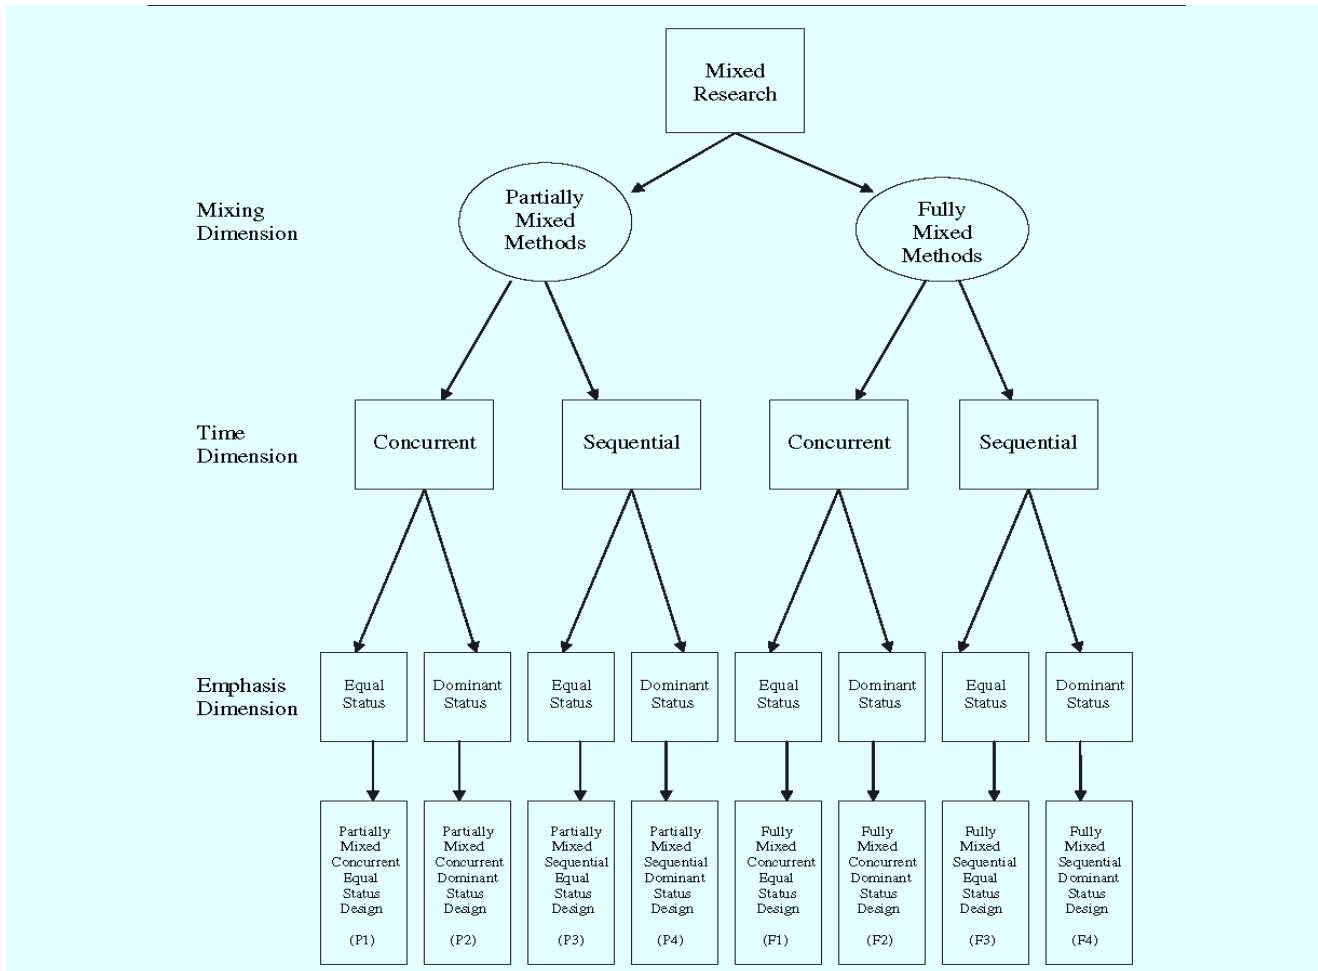 Mixed
Research
Mixing
Dimension
Partially
Mixed
Methods
Fully
Mixed
Methods
Time
Dimension
Concurrent
Sequential
Concurrent
Sequential
Emphasis
Dimension
Equal
Status
Dominant
Status
Equal
Status
Dominant
Status
Equal
Status
Dominant
Status
Equal
Status
Dominant
Status
Partially
Mixed
Concurrent
Equal
Status
Design
(P1)
Partially
Mixed
Concurrent
Dominant
Status
Design
(P2)
Partially
Mixed
Sequential
Equal
Status
Design
(P3)
Partially
Mixed
Sequential
Dominant
Status
Design
(P4)
Fully
Mixed
Concurrent
Equal
Status
Design
(F1)
Fully
Mixed
Concurrent
Dominant
Status
Design
(F2)
Fully
Mixed
Sequential
Equal
Status
Design
(F3)
Fully
Mixed
Sequential
Dominant
Status
Design
(F4)